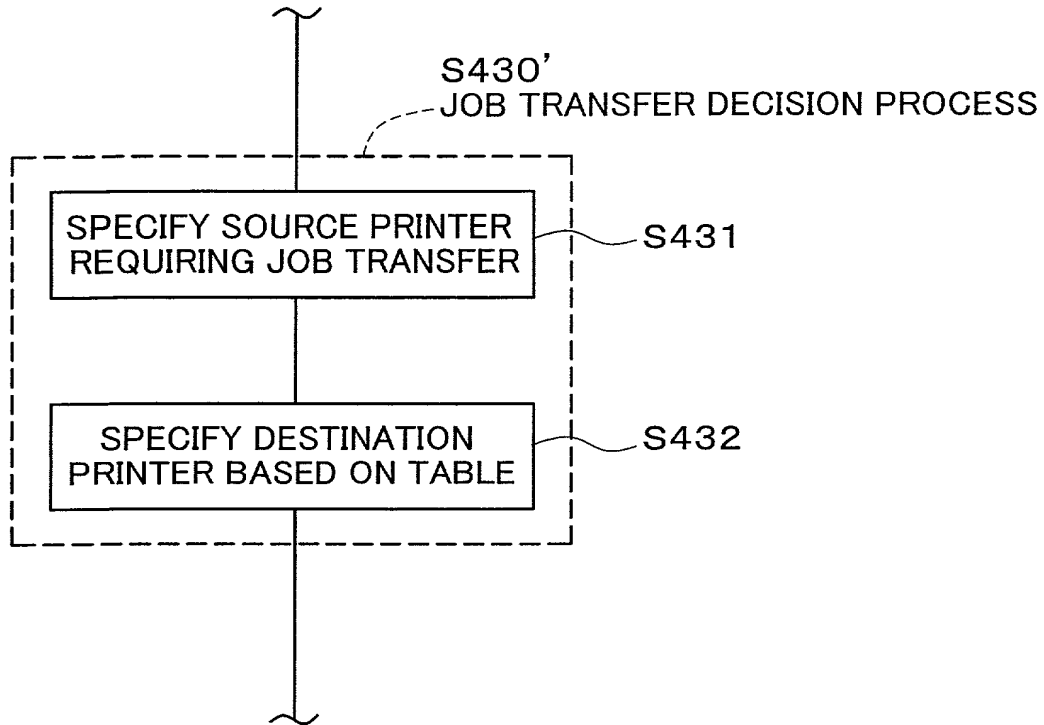 S430’
JOB TRANSFER DECISION PROCESS
SPECIFY SOURCE PRINTER
REQUIRING JOB TRANSFER
S431
SPECIFY DESTINATION
PRINTER BASED ON TABLE
S432